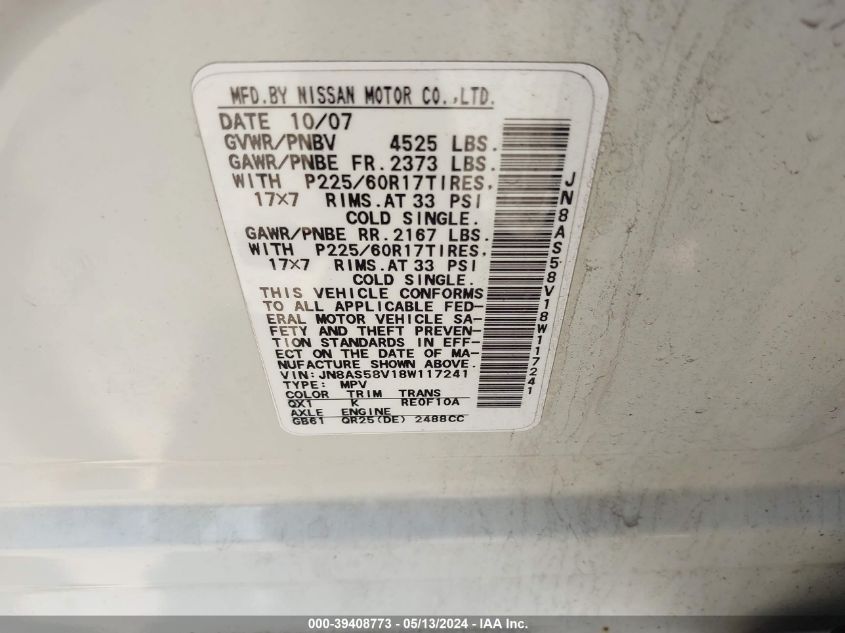 MFD.BY NISSAN MOTOR CO.,LTD.
DATE 10/07
GVWR/PNBV 4525 LBS.
GAWR/PNBE FR.2373 LBS.
WITH P225/60R17TIRES.
17×7 RIMS.AT 33 PSI
COLD SINGLE.
GAWR/PNBE RR.2167 LBS.
WITH P225/60R17TIRES.
17×7 RIMS.AT 33 PSI
COLD SINGLE.
THIS VEHICLE CONFORMS
TO ALL APPLICABLE FED-
ERAL MOTOR VEHICLE SA-
FETY AND THEFT PREVEN-
TION STANDARDS IN EFF-
ECT ON THE DATE OF MA-
NUFACTURE SHOWN ABOVE.
VIN:JN8AS58V18W117241
TYPE: MPV
COLOR TRIM TRANS
QX1 K RE0F10A
AXLE ENGINE
GB61 QR25(DE) 2488CC
JN8AS58V18W117241
000-39408773 — 05/13/2024 — IAA Inc.